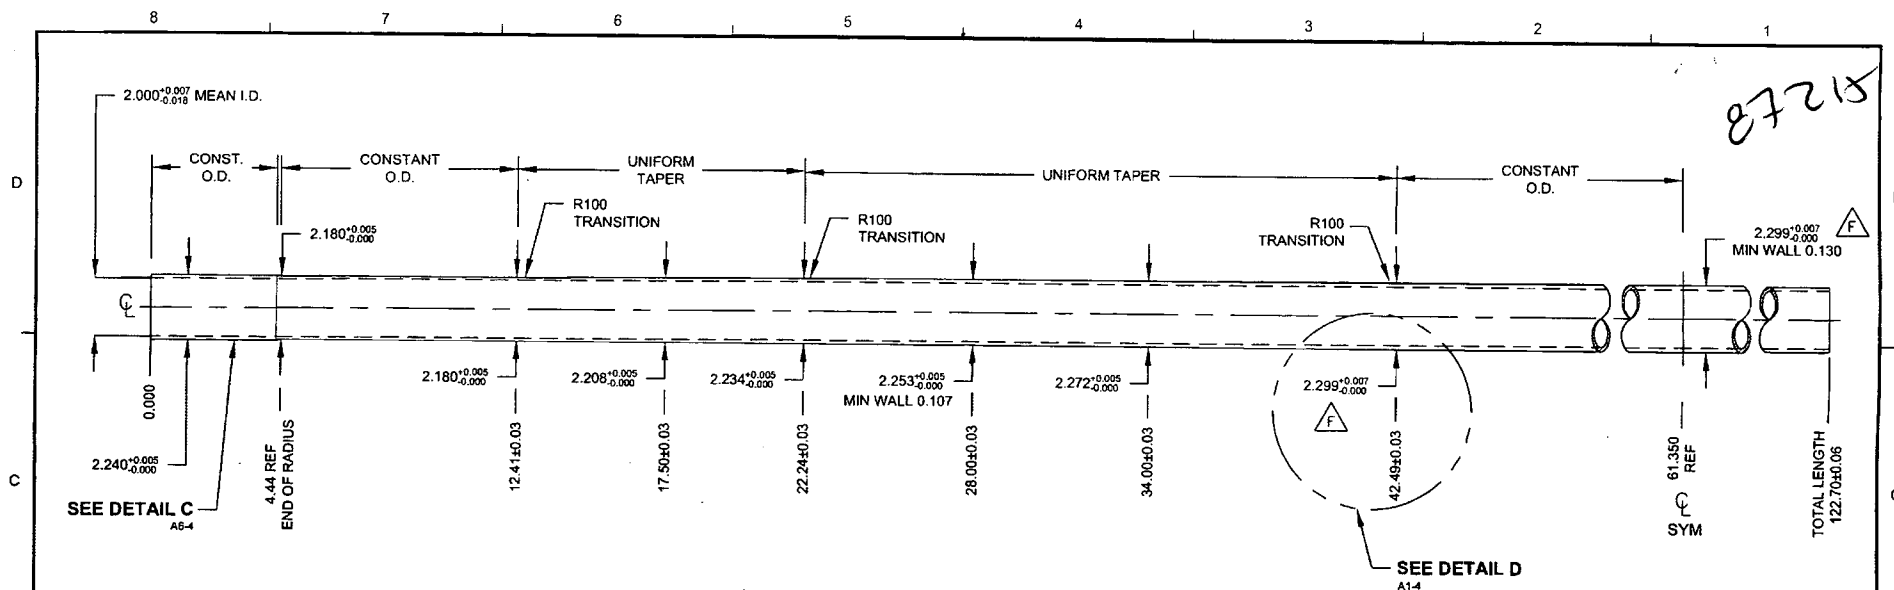 8 7 6 5 4 3 2 1
87215
2.000+0.007 -0.018 MEAN I.D.
D
CONST.
O.D.
CONSTANT
O.D.
UNIFORM
TAPER
UNIFORM TAPER
CONSTANT
O.D.
R100
TRANSITION
R100
TRANSITION
R100
TRANSITION
2.180+0.005 -0.000
2.299+0.007 -0.000
MIN WALL 0.130
F
CL
2.180+0.005 -0.000
2.208+0.005 -0.000
2.234+0.005 -0.000
2.253+0.005 -0.000
MIN WALL 0.107
2.272+0.005 -0.000
2.299+0.007 -0.000
F
0.000
2.240+0.005 -0.000
4.44 REF
END OF RADIUS
12.41±0.03
17.50±0.03
22.24±0.03
28.00±0.03
34.00±0.03
42.49±0.03
61.350
REF
CL
SYM
TOTAL LENGTH
122.70±0.06
C
SEE DETAIL C
A6-4
SEE DETAIL D
A1-4